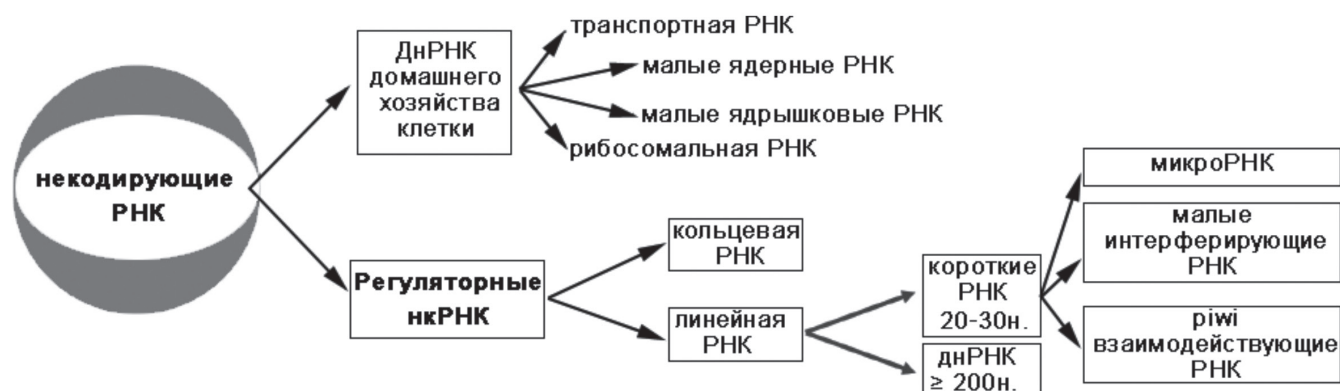 некодирующие
РНК
ДнРНК
домашнего
хозяйства
клетки
транспортная РНК
малые ядерные РНК
малые ядрышковые РНК
рибосомальная РНК
Регуляторные
нкРНК
кольцевая
РНК
линейная
РНК
короткие
РНК
20-30н.
днРНК
≥ 200н.
микроРНК
малые
интерферирующие
РНК
piwi
взаимодействующие
РНК